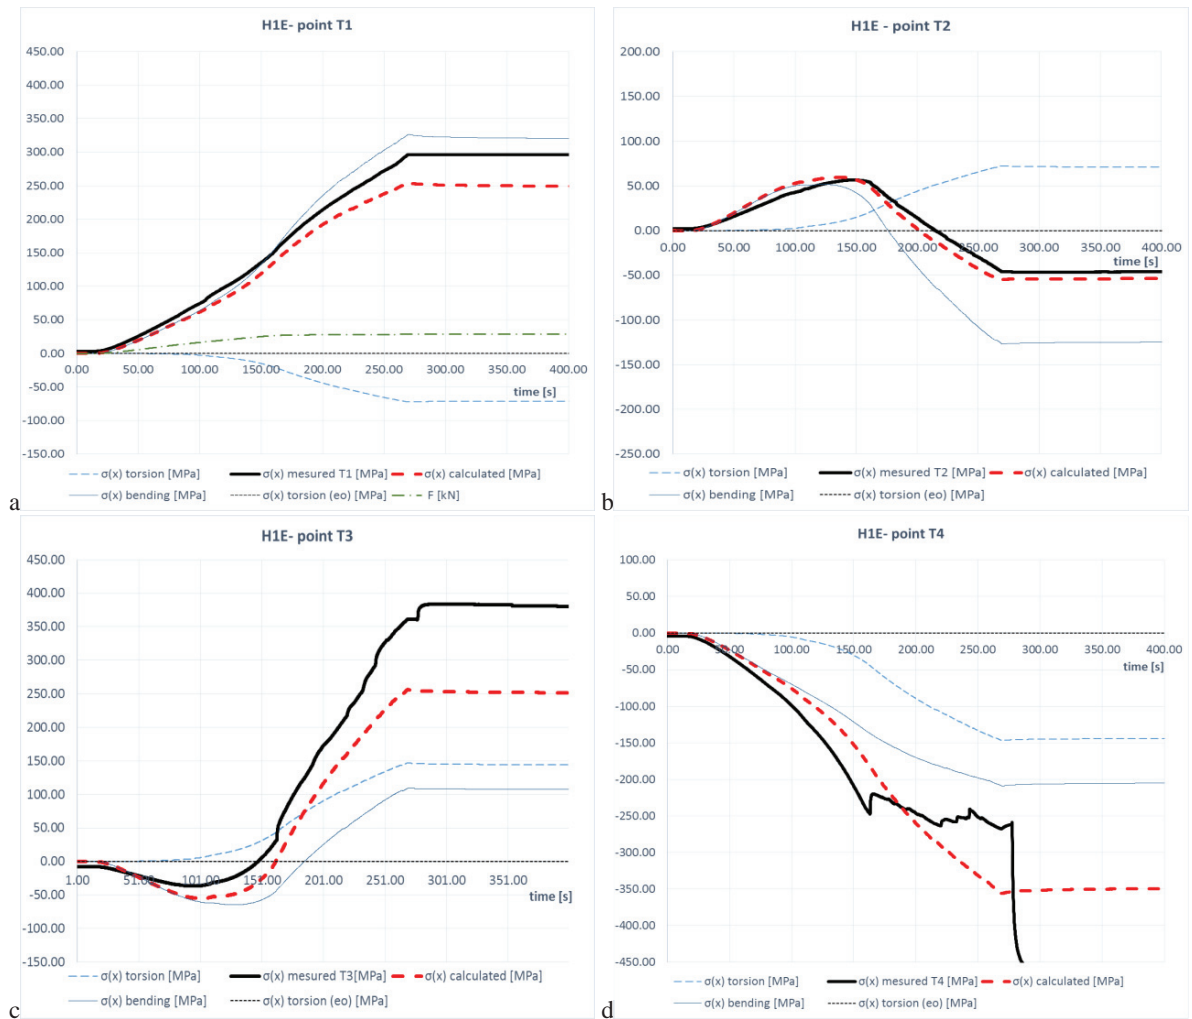 H1E- point T1
450.00
400.00
350.00
300.00
250.00
200.00
150.00
100.00
50.00
0.00
-50.00
-100.00
-150.00
0.00 50.00 100.00 150.00 200.00 250.00 300.00 350.00 400.00
time [s]
σ(x) torsion [MPa] σ(x) mesured T1 [MPa] σ(x) calculated [MPa]
σ(x) bending [MPa] σ(x) torsion (eo) [MPa] F [kN]
a
H1E - point T2
200.00
150.00
100.00
50.00
0.00
-50.00
-100.00
-150.00
-200.00
-250.00
0.00 50.00 100.00 150.00 200.00 250.00 300.00 350.00 400.00
time [s]
σ(x) torsion [MPa] σ(x) mesured T2 [MPa] σ(x) calculated [MPa]
σ(x) bending [MPa] σ(x) torsion (eo) [MPa]
b
H1E- point T3
450.00
400.00
350.00
300.00
250.00
200.00
150.00
100.00
50.00
0.00
-50.00
-100.00
-150.00
1.00 51.00 101.00 151.00 201.00 251.00 301.00 351.00
time [s]
σ(x) torsion [MPa] σ(x) mesured T3[MPa] σ(x) calculated [MPa]
σ(x) bending [MPa] σ(x) torsion (eo) [MPa]
c
H1E- point T4
100.00
50.00
0.00
-50.00
-100.00
-150.00
-200.00
-250.00
-300.00
-350.00
-400.00
-450.00
0.00 50.00 100.00 150.00 200.00 250.00 300.00 350.00 400.00
time [s]
σ(x) torsion [MPa] σ(x) mesured T4 [MPa] σ(x) calculated [MPa]
σ(x) bending [MPa] σ(x) torsion (eo) [MPa]
d